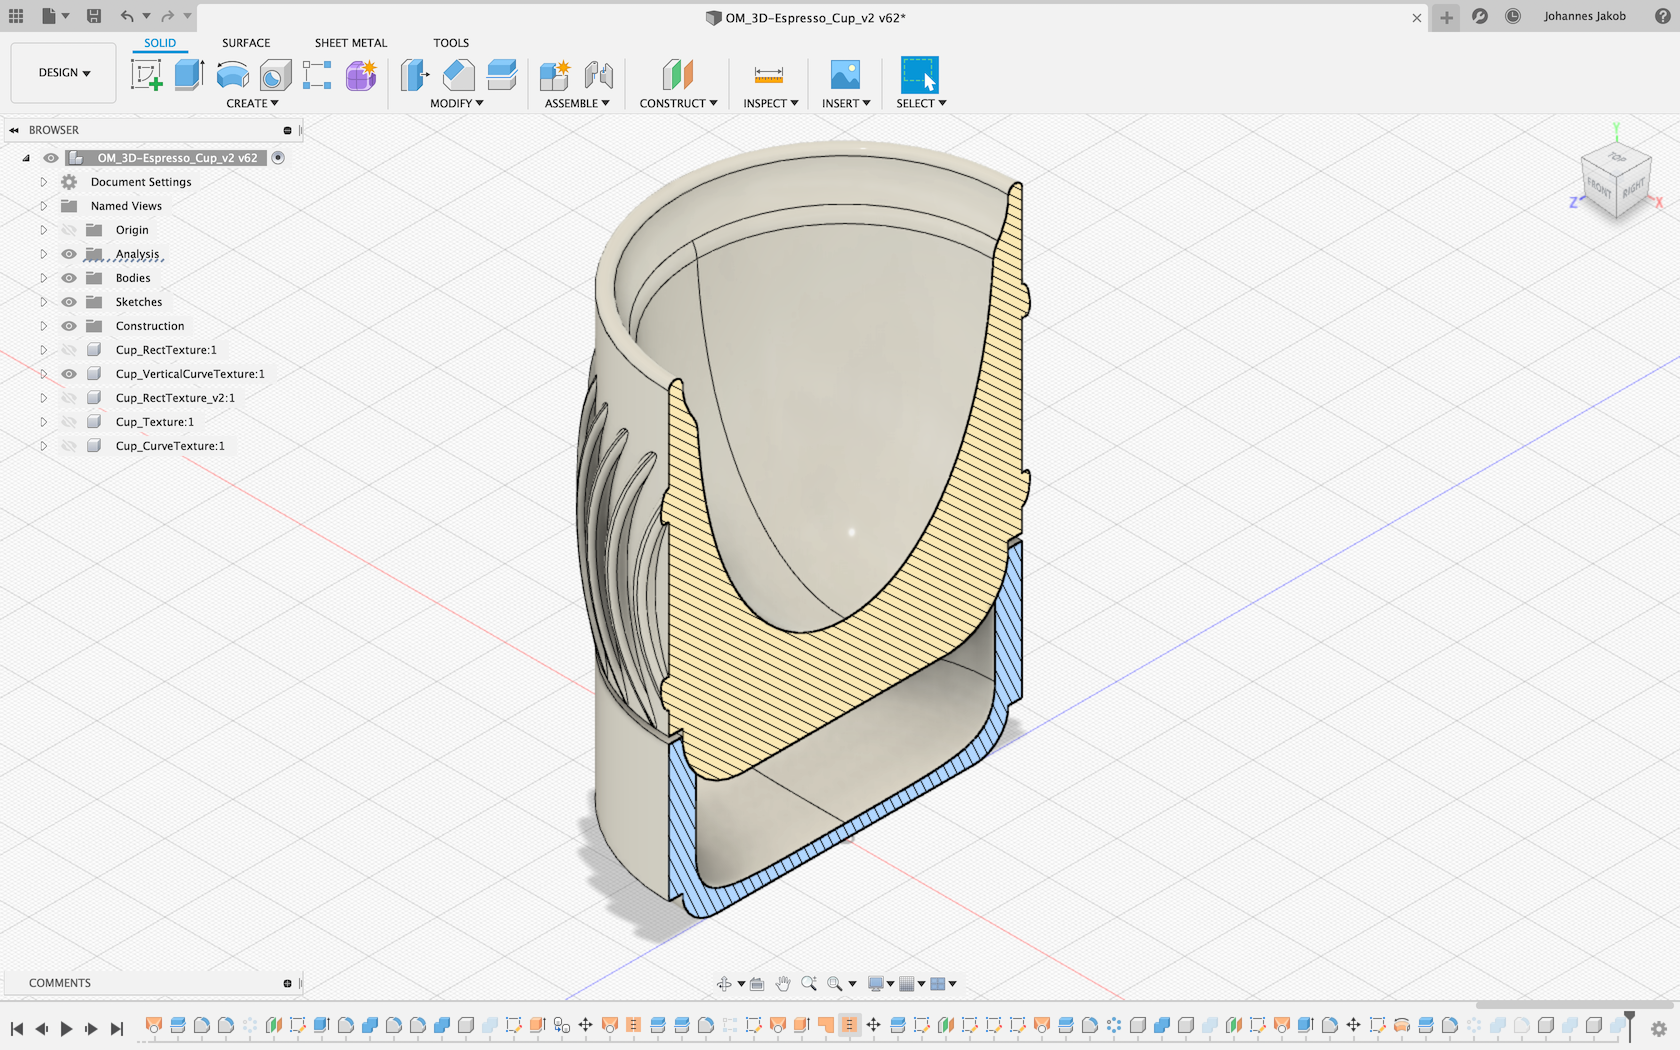 OM_3D-Espresso_Cup_v2 v62*
Johannes Jakob
SOLID SURFACE SHEET METAL TOOLS
DESIGN
CREATE MODIFY ASSEMBLE CONSTRUCT INSPECT INSERT SELECT
BROWSER
OM_3D-Espresso_Cup_v2 v62
Document Settings
Named Views
Origin
Analysis
Bodies
Sketches
Construction
Cup_RectTexture:1
Cup_VerticalCurveTexture:1
Cup_RectTexture_v2:1
Cup_Texture:1
Cup_CurveTexture:1
Y
TOP
FRONT RIGHT
Z X
COMMENTS